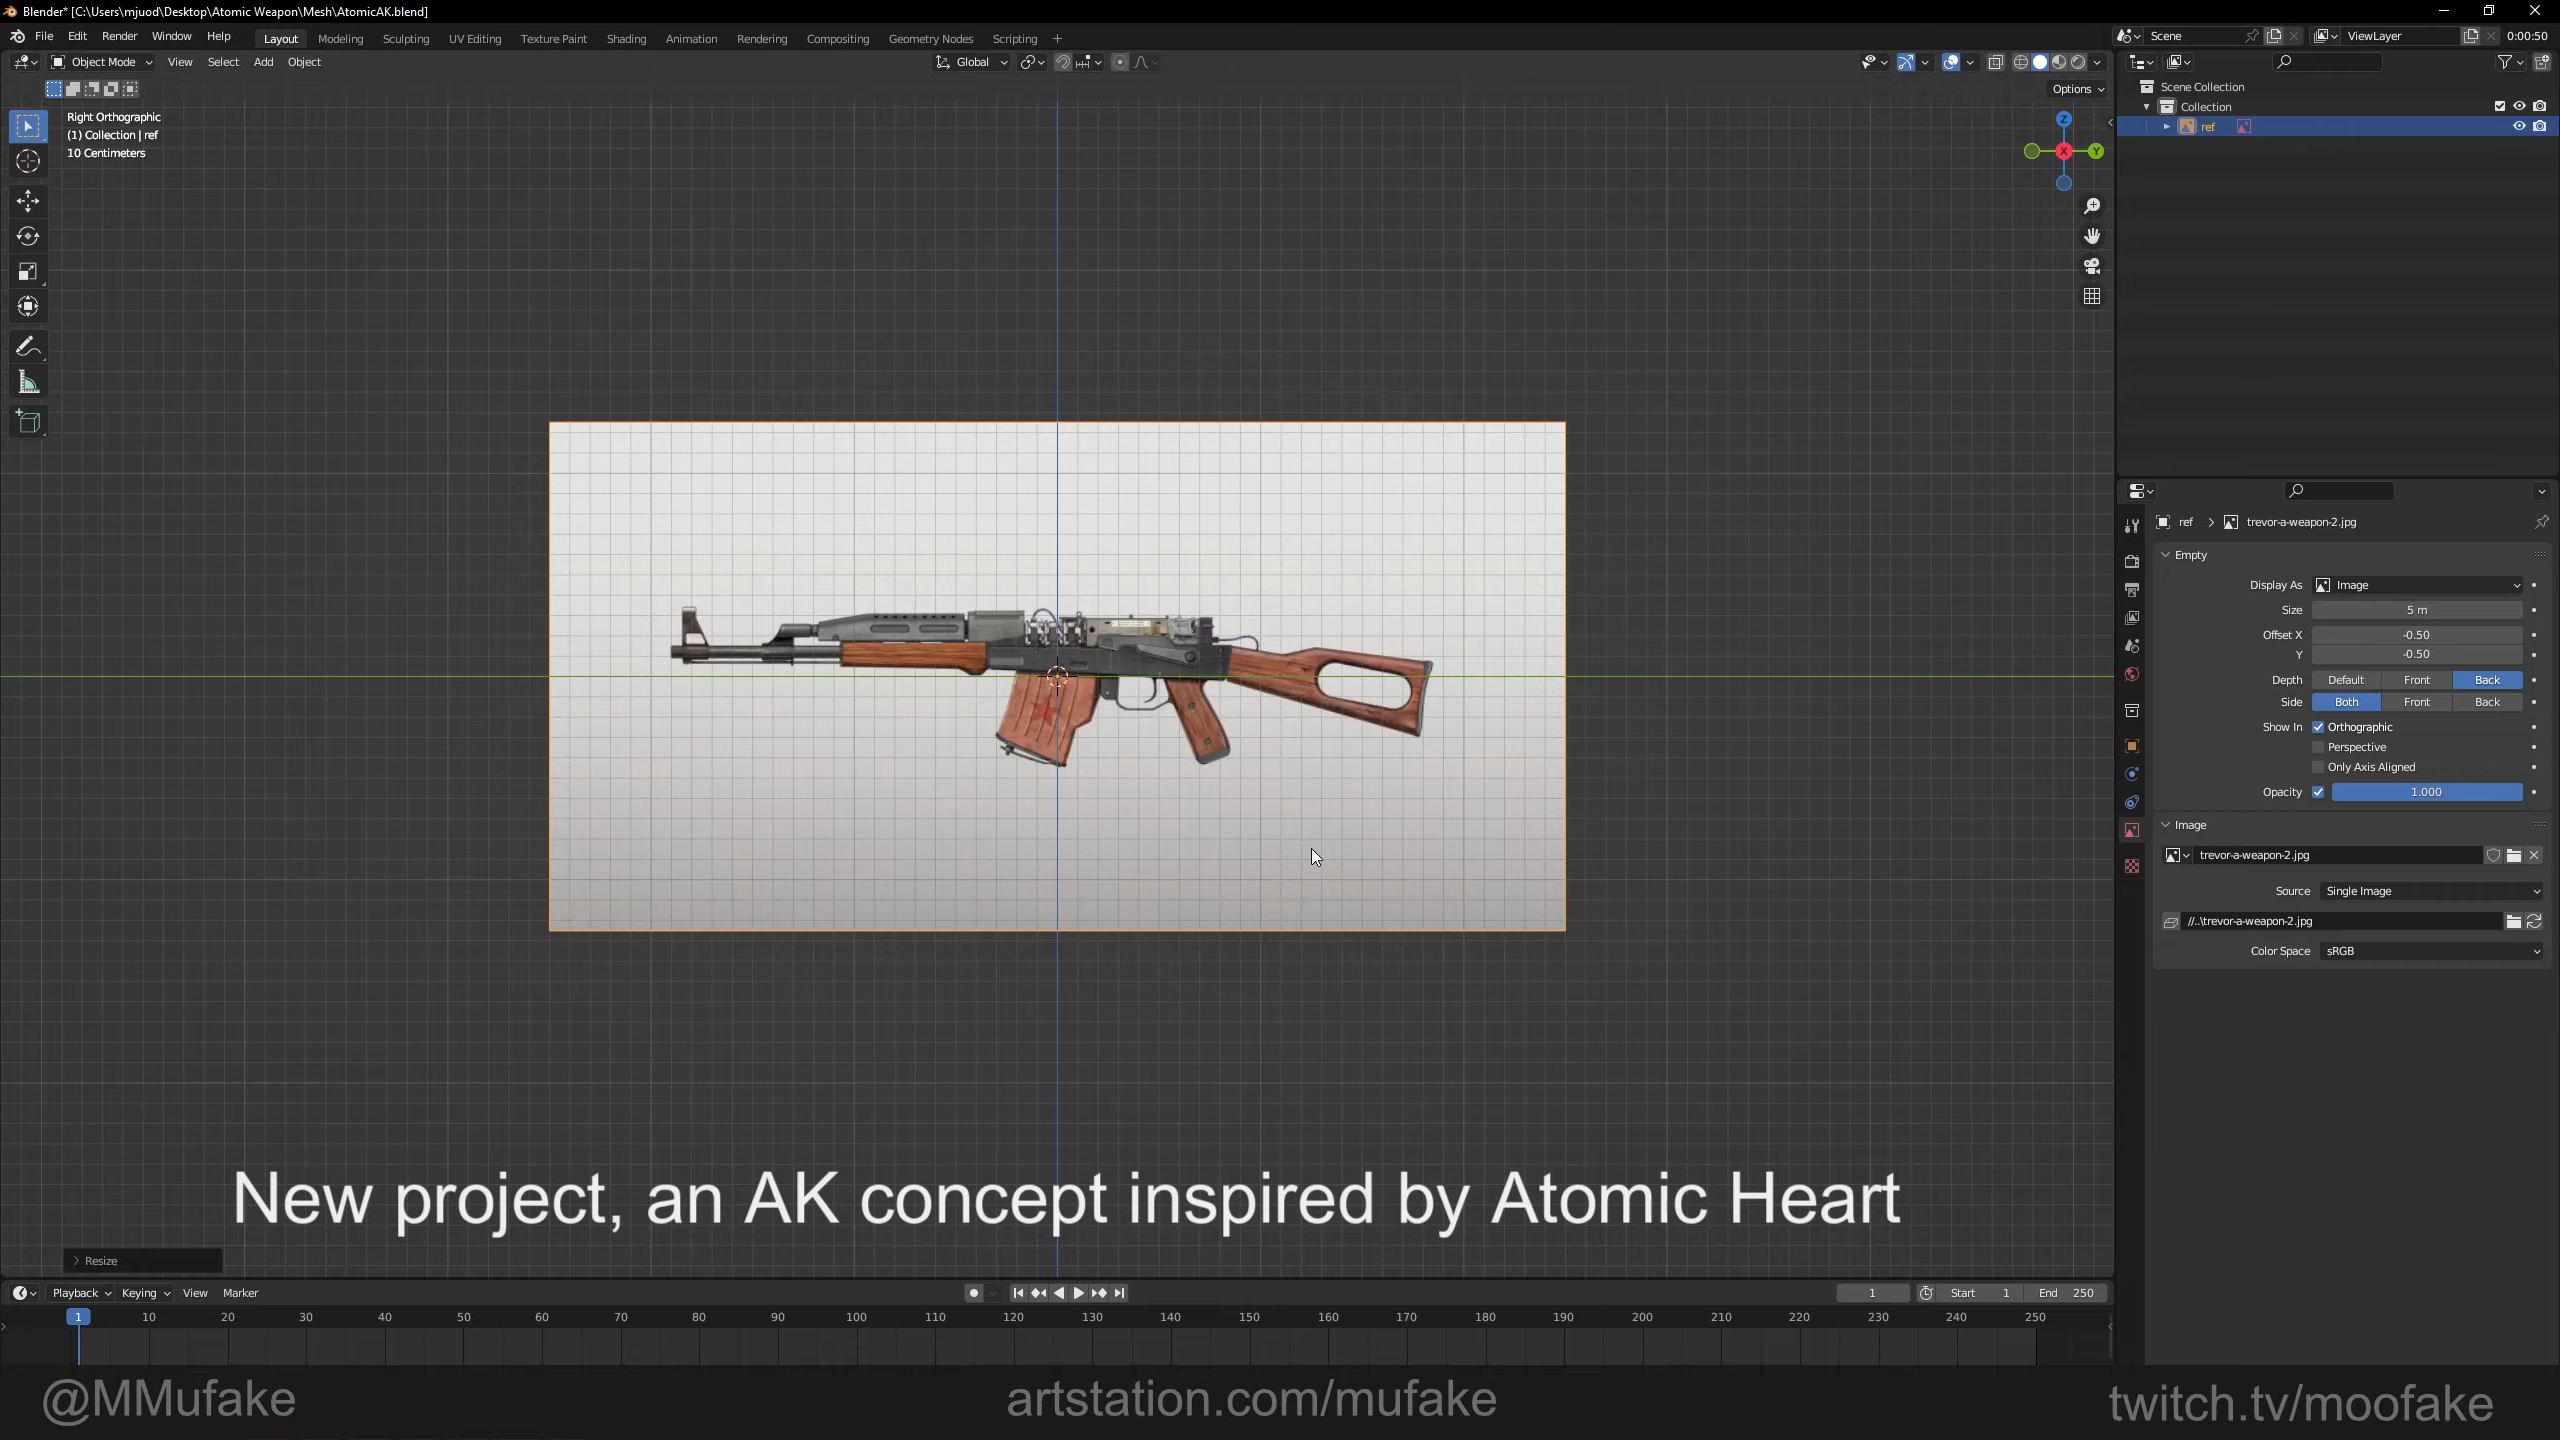 Blender* [C:\Users\mjuod\Desktop\Atomic Weapon\Mesh\AtomicAK.blend]
File Edit Render Window Help Layout Modeling Sculpting UV Editing Texture Paint Shading Animation Rendering Compositing Geometry Nodes Scripting + Scene ViewLayer 0:00:50
Object Mode View Select Add Object Global
Options
Right Orthographic
(1) Collection | ref
10 Centimeters
Z
X
Y
Scene Collection
Collection
ref
ref trevor-a-weapon-2.jpg
Empty
Display As Image
Size 5 m
Offset X -0.50
Y -0.50
Depth Default Front Back
Side Both Front Back
Show In Orthographic
Perspective
Only Axis Aligned
Opacity 1.000
Image
trevor-a-weapon-2.jpg
Source Single Image
//..\trevor-a-weapon-2.jpg
Color Space sRGB
New project, an AK concept inspired by Atomic Heart
Resize
Playback Keying View Marker 1 Start 1 End 250
1 10 20 30 40 50 60 70 80 90 100 110 120 130 140 150 160 170 180 190 200 210 220 230 240 250
@MMufake artstation.com/mufake twitch.tv/moofake